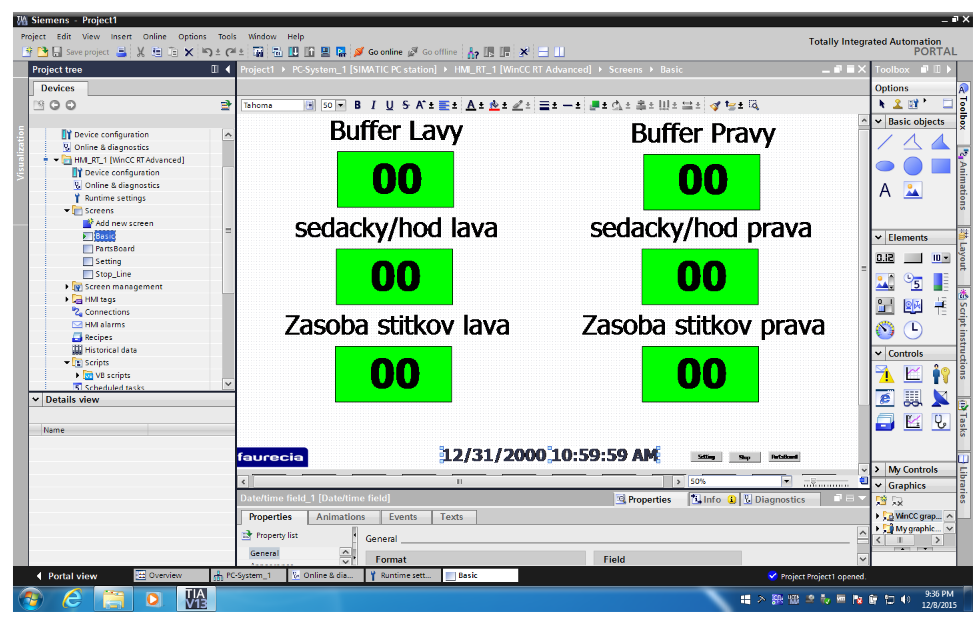 Siemens - Project1
Project Edit View Insert Online Options Tools Window Help
Save project Go online Go offline
Totally Integrated Automation
PORTAL
Project tree
Project1 PC-System_1 [SIMATIC PC station] HMI_RT_1 [WinCC RT Advanced] Screens Basic
Toolbox
Devices
Options
Visualization
Tahoma 50 B I U S A
Device configuration
Online & diagnostics
HMI_RT_1 [WinCC RT Advanced]
Device configuration
Online & diagnostics
Runtime settings
Screens
Add new screen
Basic
PartsBoard
Setting
Stop_Line
Screen management
HMI tags
Connections
HMI alarms
Recipes
Historical data
Scripts
VB scripts
Scheduled tasks
Details view
Name
Buffer Lavy
Buffer Pravy
00
00
sedacky/hod lava
sedacky/hod prava
00
00
Zasoba stitkov lava
Zasoba stitkov prava
00
00
faurecia
12/31/2000 10:59:59 AM
Setting Stop PartsBoard
50%
Basic objects
A
Elements
0.12 10
5
Controls
My Controls
Graphics
WinCC grap...
My graphic...
Toolbox
Animations
Layout
Script instructions
Tasks
Libraries
Date/time field_1 [Date/time field]
Properties Info Diagnostics
Properties Animations Events Texts
Property list
General
General
Format Field
Portal view Overview PC-System_1 Online & dia... Runtime sett... Basic
Project Project1 opened.
TIA
V13
9:36 PM
12/8/2015